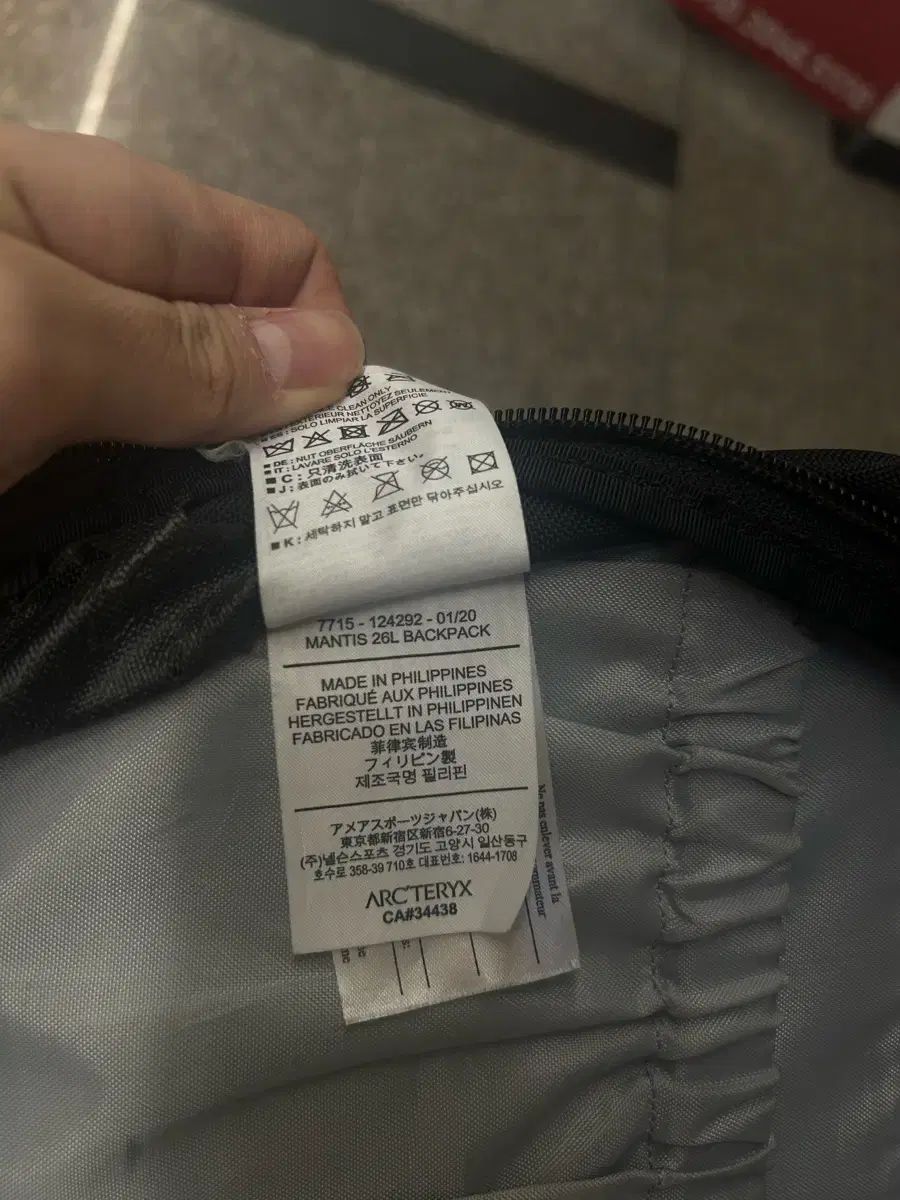 CLEAN ONLY
NETTOYEZ SEULEMENT
ES : SOLO LIMPIAR LA SUPERFICIE
DE : NUT OBERFLÄCHE SÄUBERN
IT : LAVARE SOLO L'ESTERNO
C : 只清洗表面
J : 表面のみ拭いて下さい。
K : 세탁하지 말고 표면만 닦아주십시오
7715 - 124292 - 01/20
MANTIS 26L BACKPACK
MADE IN PHILIPPINES
FABRIQUÉ AUX PHILIPPINES
HERGESTELLT IN PHILIPPINEN
FABRICADO EN LAS FILIPINAS
菲律宾制造
フィリピン製
제조국명 필리핀
アメアスポーツジャパン(株)
東京都新宿区新宿6-27-30
(주)넬슨스포츠 경기도 고양시 일산동구
호수로 358-39 710호 대표번호: 1644-1708
ARC'TERYX
CA#34438
Ne pas enlever avant la